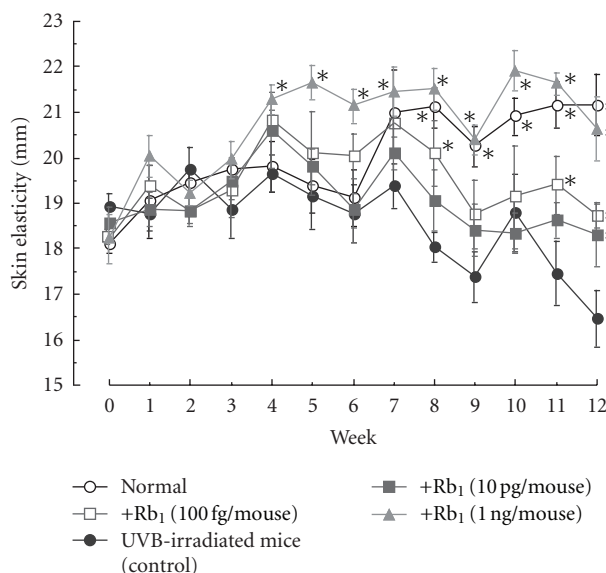 23
22
21
20
19
18
17
16
15
Skin elasticity (mm)
* * * * *
* * * *
* * * *
*
0 1 2 3 4 5 6 7 8 9 10 11 12
Week
Normal
+Rb₁ (100 fg/mouse)
UVB-irradiated mice
(control)
+Rb₁ (10 pg/mouse)
+Rb₁ (1 ng/mouse)